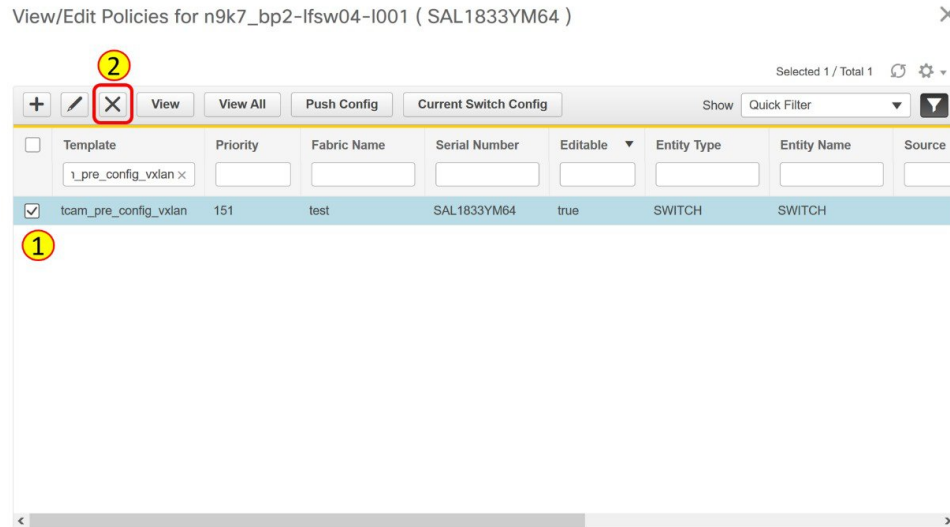 View/Edit Policies for n9k7_bp2-lfsw04-l001 ( SAL1833YM64 )
2
Selected 1 / Total 1
View View All Push Config Current Switch Config Show Quick Filter
Template Priority Fabric Name Serial Number Editable Entity Type Entity Name Source
_pre_config_vxlan
tcam_pre_config_vxlan 151 test SAL1833YM64 true SWITCH SWITCH
1